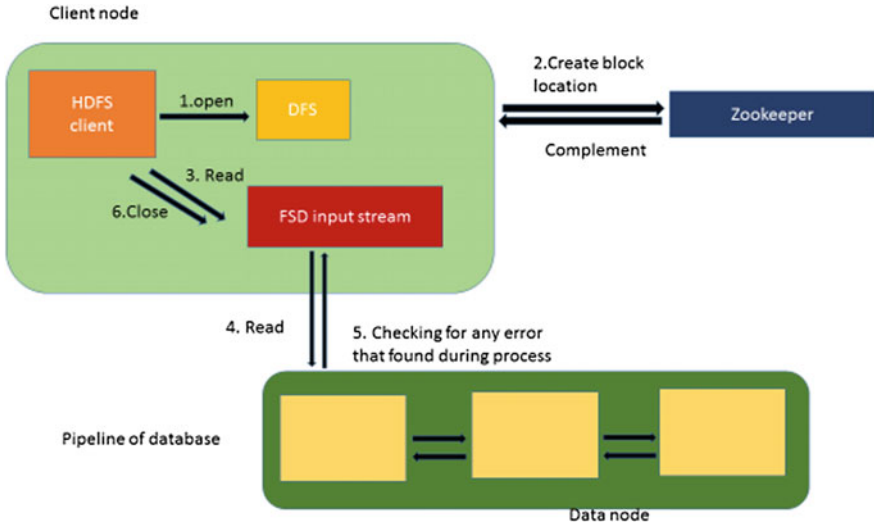 Client node
HDFS
client
1.open
DFS
2.Create block
location
Zookeeper
Complement
3. Read
6.Close
FSD input stream
4. Read
5. Checking for any error
that found during process
Pipeline of database
Data node